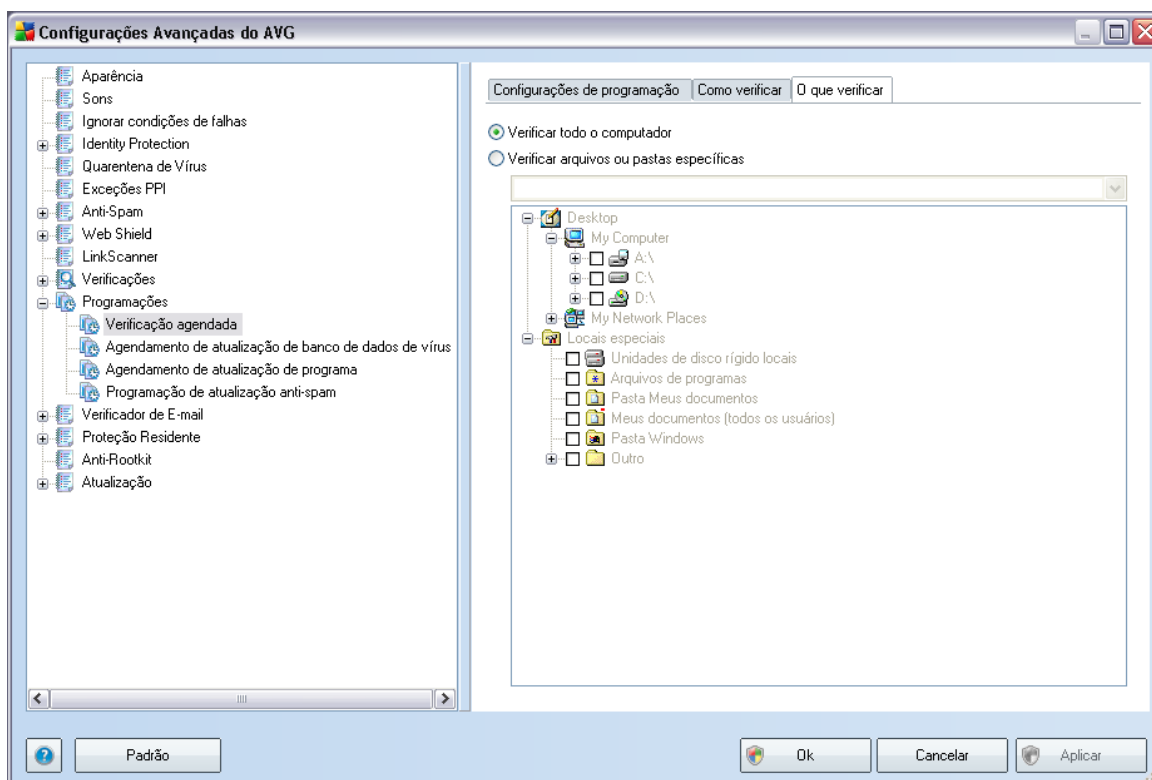 Configurações Avançadas do AVG
Aparência
Sons
Ignorar condições de falhas
Identity Protection
Quarentena de Vírus
Exceções PPI
Anti-Spam
Web Shield
LinkScanner
Verificações
Programações
Verificação agendada
Agendamento de atualização de banco de dados de vírus
Agendamento de atualização de programa
Programação de atualização anti-spam
Verificador de E-mail
Proteção Residente
Anti-Rootkit
Atualização
Configurações de programação Como verificar O que verificar
Verificar todo o computador
Verificar arquivos ou pastas específicas
Desktop
My Computer
A:\
C:\
D:\
My Network Places
Locais especiais
Unidades de disco rígido locais
Arquivos de programas
Pasta Meus documentos
Meus documentos (todos os usuários)
Pasta Windows
Outro
Padrão Ok Cancelar Aplicar